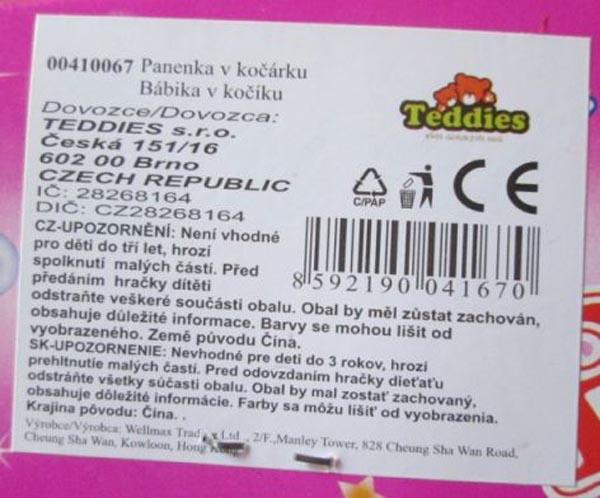 00410067 Panenka v kočárku
Bábika v kočíku
Teddies
Dovozce/Dovozca:
TEDDIES s.r.o.
Česká 151/16
602 00 Brno
CZECH REPUBLIC
IČ: 28268164
DIČ: CZ28268164
C/PAP
CE
CZ-UPOZORNĚNÍ: Není vhodné
pro děti do tří let, hrozí
spolknutí malých částí. Před
předáním hračky dítěti
8 592190 041670
odstraňte veškeré součásti obalu. Obal by měl zůstat zachován,
obsahuje důležité informace. Barvy se mohou lišit od
vyobrazeného. Země původu Čína.
SK-UPOZORNENIE: Nevhodné pre deti do 3 rokov, hrozí
prehltnutie malých častí. Pred odovzdaním hračky dieťaťu
odstráňte všetky súčasti obalu. Obal by mal zostať zachovaný,
obsahuje dôležité informácie. Farby sa môžu líšiť od vyobrazenia.
Krajina pôvodu: Čína. .
Výrobce/Výrobca: Wellmax Ltd., 2/F.,Manley Tower, 828 Cheung Sha Wan Road,
Cheung Sha Wan, Kowloon, Hong